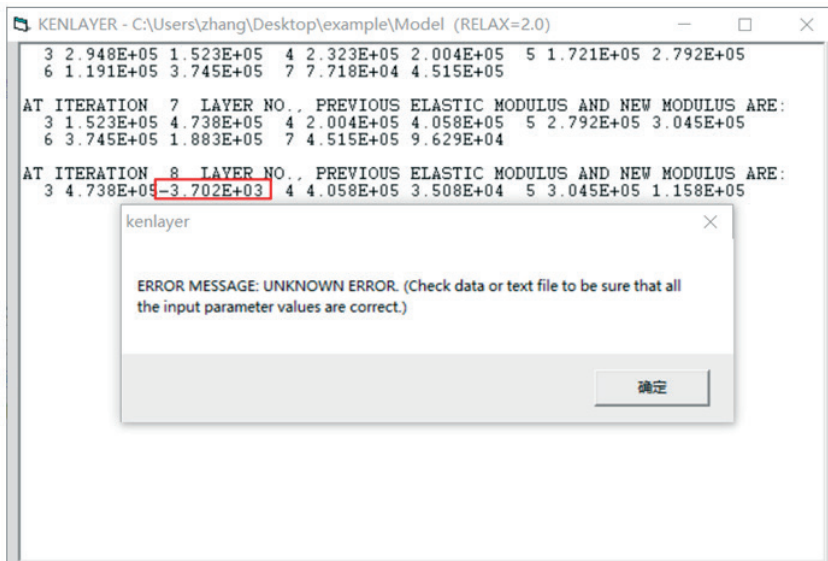 KENLAYER - C:\Users\zhang\Desktop\example\Model (RELAX=2.0)
3 2.948E+05 1.523E+05 4 2.323E+05 2.004E+05 5 1.721E+05 2.792E+05
6 1.191E+05 3.745E+05 7 7.718E+04 4.515E+05
AT ITERATION 7 LAYER NO., PREVIOUS ELASTIC MODULUS AND NEW MODULUS ARE:
3 1.523E+05 4.738E+05 4 2.004E+05 4.058E+05 5 2.792E+05 3.045E+05
6 3.745E+05 1.883E+05 7 4.515E+05 9.629E+04
AT ITERATION 8 LAYER NO., PREVIOUS ELASTIC MODULUS AND NEW MODULUS ARE:
3 4.738E+05-3.702E+03 4 4.058E+05 3.508E+04 5 3.045E+05 1.158E+05
kenlayer
ERROR MESSAGE: UNKNOWN ERROR. (Check data or text file to be sure that all
the input parameter values are correct.)
确定